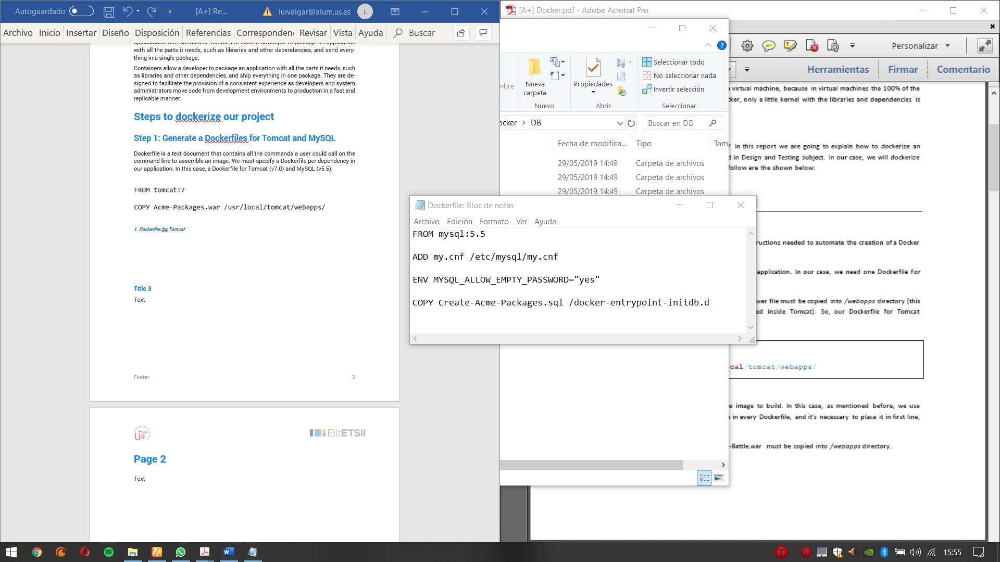 Autoguardado
[A+] Re...
luivalgar@alum.us.es
L
Archivo Inicio Insertar Diseño Disposición Referencias Corresponden Revisar Vista Ayuda Buscar
applications with containers. Containers allow a developer to package an application
with all the parts it needs, such as libraries and other dependencies, and send every-
thing in a single package.
Containers allow a developer to package an application with all the parts it needs, such
as libraries and other dependencies, and ship everything in one package. They are de-
signed to facilitate the provision of a consistent experience as developers and system
administrators move code from development environments to production in a fast and
replicable manner.
Steps to dockerize our project
Step 1: Generate a Dockerfiles for Tomcat and MySQL
Dockerfile is a text document that contains all the commands a user could call on the
command line to assemble an image. We must specify a Dockerfile per dependency in
our application. In this case, a Dockerfile for Tomcat (v7.0) and MySQL (v5.5).
FROM tomcat:7
COPY Acme-Packages.war /usr/local/tomcat/webapps/
1. Dockerfile for Tomcat
Title 3
Text
Footer 3
US
ElitETSII
Page 2
Text
[A+] Docker.pdf - Adobe Acrobat Pro
Personalizar
Herramientas Firmar Comentario
mbre
Nueva
carpeta
Nuevo
Propiedades
Abrir
Seleccionar todo
No seleccionar nada
Invertir selección
Seleccionar
ocker > DB
Buscar en DB
Fecha de modifica... Tipo Tam
29/05/2019 14:49 Carpeta de archivos
29/05/2019 14:49 Carpeta de archivos
29/05/2019 14:49 Carpeta de archivos
Dockerfile: Bloc de notas
Archivo Edición Formato Ver Ayuda
FROM mysql:5.5
ADD my.cnf /etc/mysql/my.cnf
ENV MYSQL_ALLOW_EMPTY_PASSWORD="yes"
COPY Create-Acme-Packages.sql /docker-entrypoint-initdb.d
virtual machine, because in virtual machines the 100% of the
ker, only a little kernel with the libraries and dependencies is
? In this report we are going to explain how to dockerize an
d in Design and Testing subject. In our case, we will dockerize
follow are the shown below:
ructions needed to automate the creation of a Docker
application. In our case, we need one Dockerfile for
war file must be copied into /webapps directory (this
ed inside Tomcat). So, our Dockerfile for Tomcat
cal/tomcat/webapps/
e image to build. In this case, as mentioned before, we use
e in every Dockerfile, and it's necessary to place it in first line,
-Battle.war must be copied into /webapps directory.
15:55